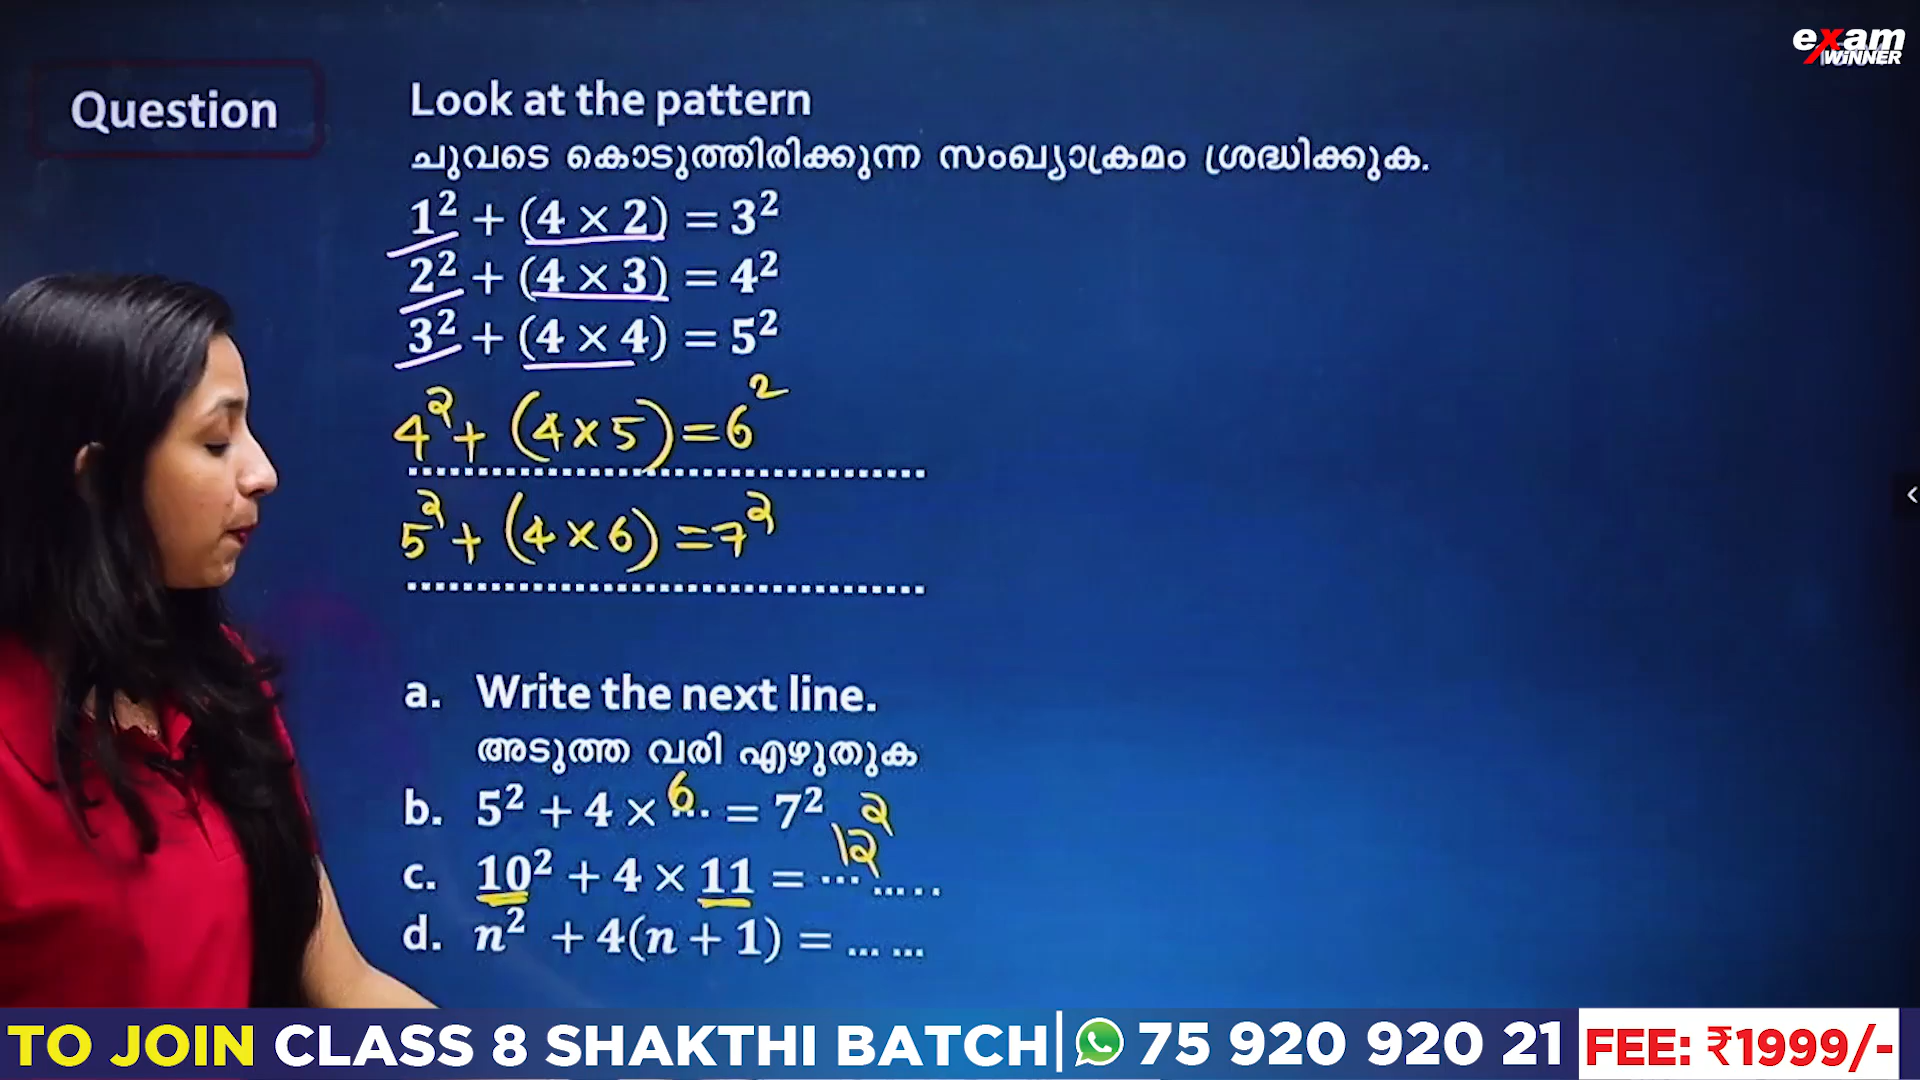 exam
WINNER
Question
Look at the pattern
ചുവടെ കൊടുത്തിരിക്കുന്ന സംഖ്യാക്രമം ശ്രദ്ധിക്കുക.
1² + (4 × 2) = 3²
2² + (4 × 3) = 4²
3² + (4 × 4) = 5²
4² + (4 × 5) = 6²
5² + (4 × 6) = 7²
a. Write the next line.
അടുത്ത വരി എഴുതുക
b. 5² + 4 × 6 ... = 7²
c. 10² + 4 × 11 = ... 12² .....
d. n² + 4(n + 1) = ... ...
TO JOIN CLASS 8 SHAKTHI BATCH | 75 920 920 21 FEE: ₹1999/-